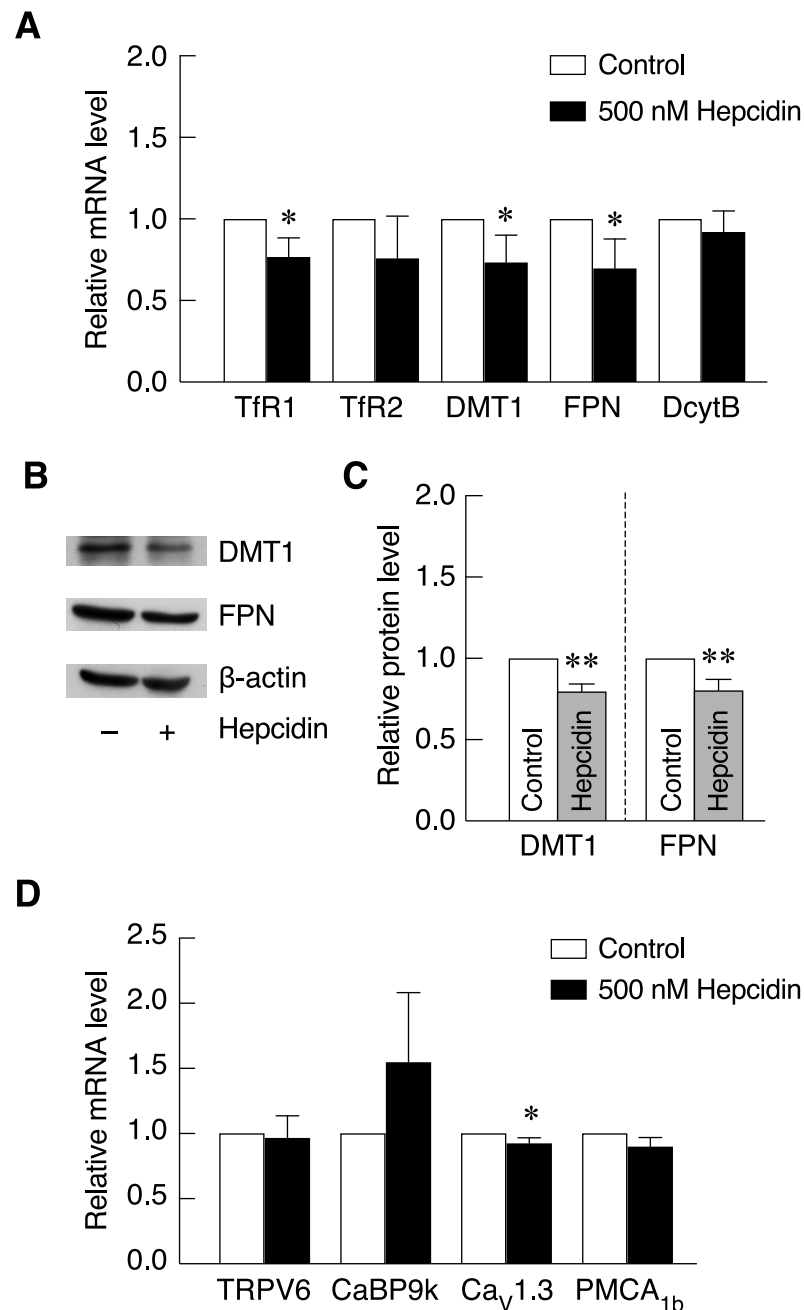 A
Relative mRNA level
2.0
1.5
1.0
0.5
0.0
Control
500 nM Hepcidin
* * *
TfR1 TfR2 DMT1 FPN DcytB
B
DMT1
FPN
β-actin
− + Hepcidin
C
Relative protein level
2.0
1.5
1.0
0.5
0.0
** **
Control Hepcidin Control Hepcidin
DMT1 FPN
D
Relative mRNA level
2.5
2.0
1.5
1.0
0.5
0.0
Control
500 nM Hepcidin
*
TRPV6 CaBP9k CaV1.3 PMCA1b